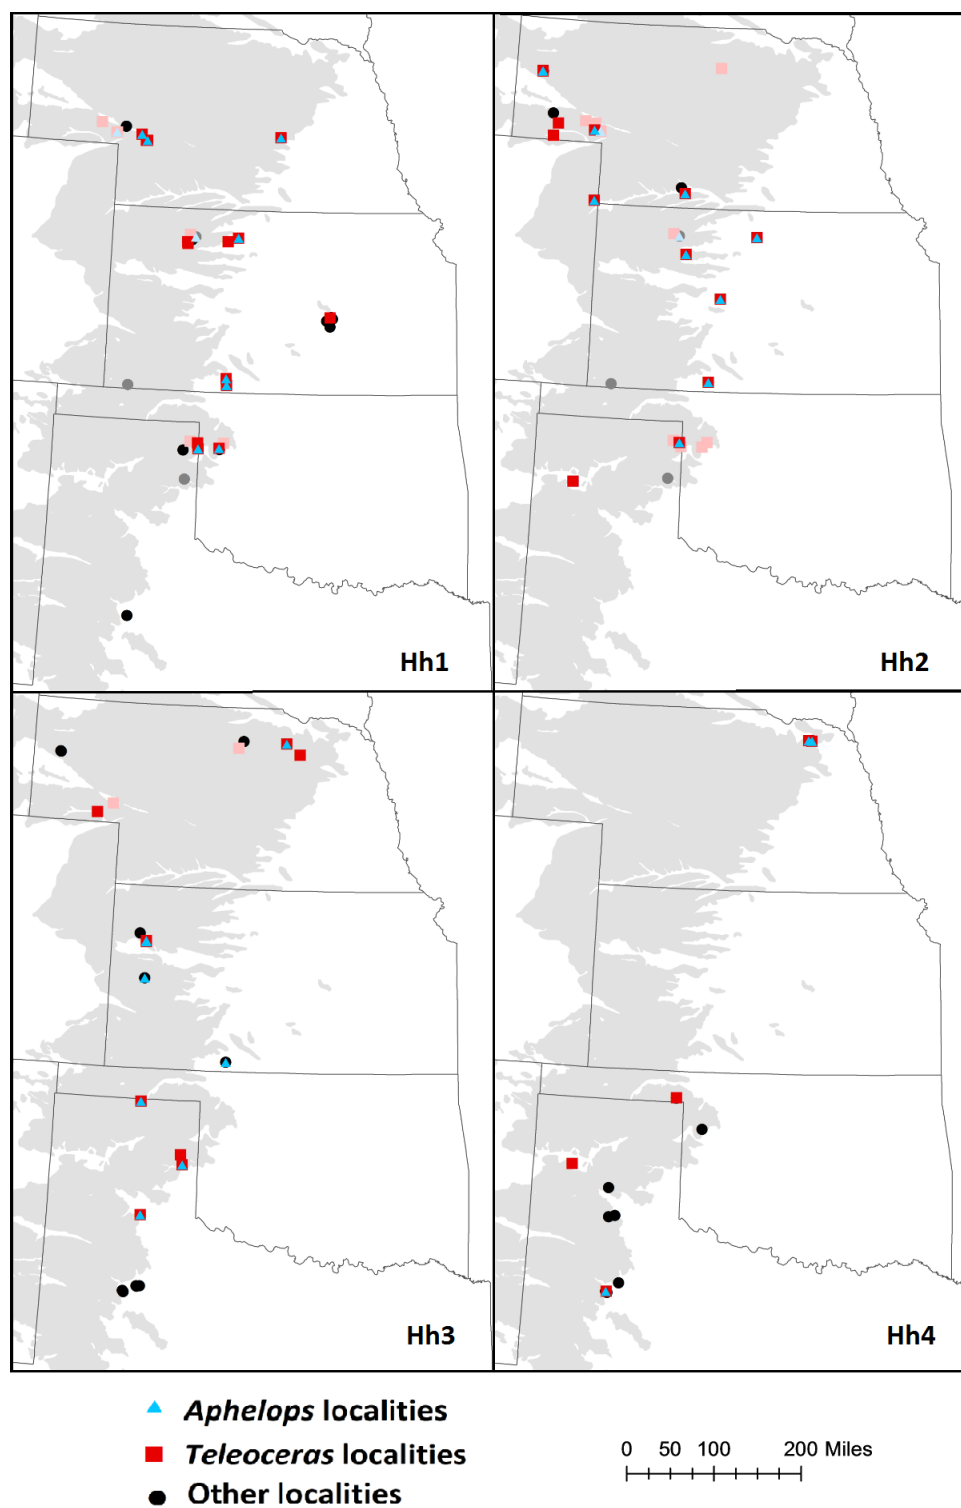 Hh1
Hh2
Hh3
Hh4
Aphelops localities
Teleoceras localities
Other localities
0 50 100 200 Miles